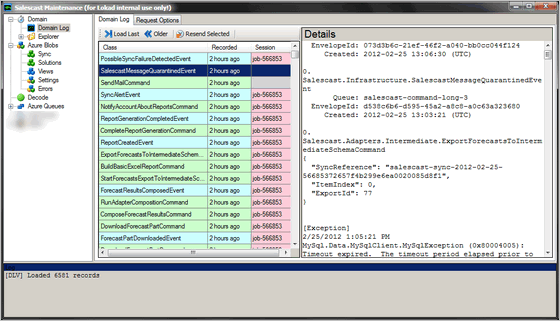 Salescast Maintenance (for Lokad internal use only!)
Domain
Domain Log
Explorer
Azure Blobs
Sync
Solutions
Views
Settings
Errors
Decode
Azure Queues
Domain Log
Request Options
Load Last
Older
Resend Selected
Class Recorded Session
PossibleSyncFailureDetectedEvent 2 hours ago job-566853
SalescastMessageQuarantinedEvent 2 hours ago
SendMailCommand 2 hours ago
SyncAlertEvent 2 hours ago job-566853
NotifyAccountAboutReportsCommand 2 hours ago job-566853
ReportGenerationCompletedEvent 2 hours ago job-566853
CompleteReportGenerationCommand 2 hours ago job-566853
ReportCreatedEvent 2 hours ago job-566853
ExportForecastsToIntermediateSchem... 2 hours ago job-566853
BuildBasicExcelReportCommand 2 hours ago job-566853
StartForecastsExportToIntermediateSc... 2 hours ago job-566853
ForecastResultsComposedEvent 2 hours ago job-566853
RunAdapterCompositionCommand 2 hours ago job-566853
ComposeForecastResultsCommand 2 hours ago job-566853
DownloadForecastPartCommand 2 hours ago job-566853
ForecastPartDownloadedEvent 2 hours ago job-566853
Details
EnvelopeId: 073d3b6c-21ef-46f2-a040-bb0cc044f124
Created: 2012-02-25 13:06:30 (UTC)
0.
Salescast.Infrastructure.SalescastMessageQuarantinedEve
nt
Queue: salescast-command-long-3
EnvelopeId: d538c6b6-d595-45a2-a8c8-a0c63a323680
Created: 2012-02-25 13:03:21 (UTC)
0.
Salescast.Adapters.Intermediate.ExportForecastsToInterm
ediateSchemaCommand
{
"SyncReference": "salescast-sync-2012-02-25-
56685372657f4b299e6ea0020085d8f1",
"ItemIndex": 0,
"ExportId": 77
}
[Exception]
2/25/2012 1:05:21 PM
MySql.Data.MySqlClient.MySqlException (0x80004005):
Timeout expired. The timeout period elapsed prior to
[DLV] Loaded 6581 records